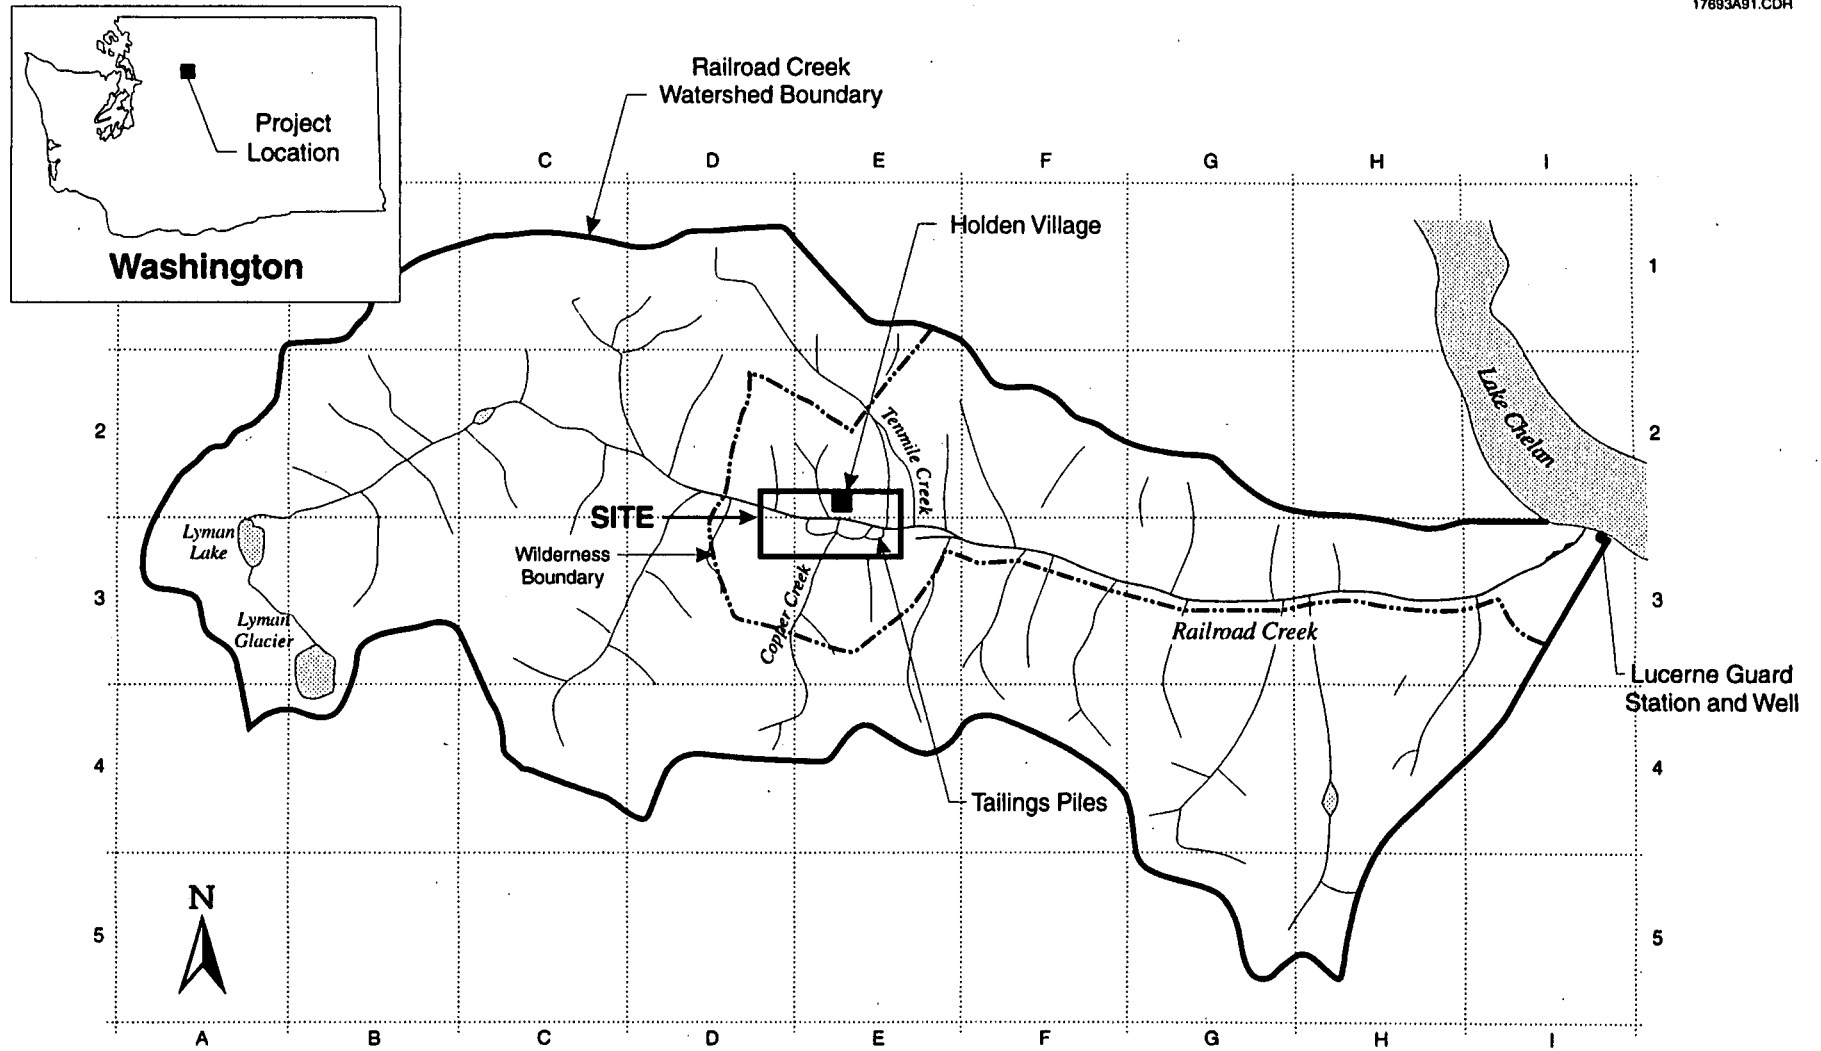 17693A91.CDR
Railroad Creek
Watershed Boundary
Project
Location
Washington
C D E F G H I
Holden Village
1
Lake Chelan
2 2
Tenmile Creek
SITE
Lyman
Lake
Wilderness
Boundary
3 3
Copper Creek
Lyman
Glacier
Railroad Creek
Lucerne Guard
Station and Well
4 4
Tailings Piles
N
5 5
A B C D E F G H I